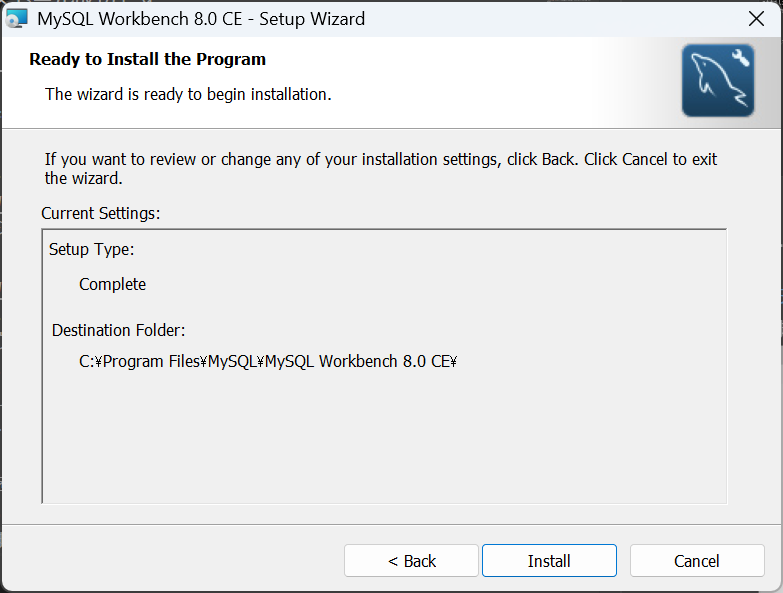 MySQL Workbench 8.0 CE - Setup Wizard
Ready to Install the Program
The wizard is ready to begin installation.
If you want to review or change any of your installation settings, click Back. Click Cancel to exit
the wizard.
Current Settings:
Setup Type:
Complete
Destination Folder:
C:¥Program Files¥MySQL¥MySQL Workbench 8.0 CE¥
< Back
Install
Cancel